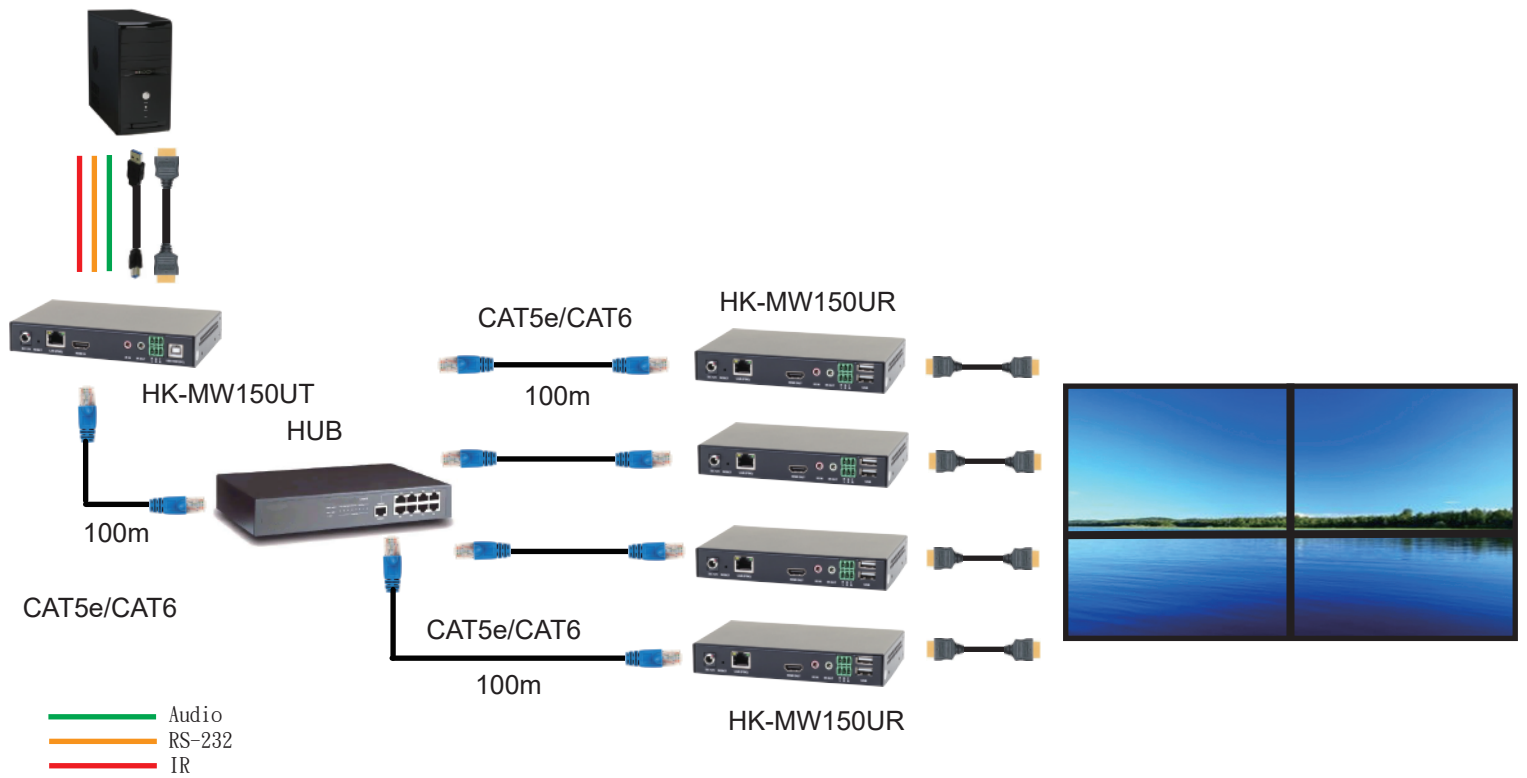 CAT5e/CAT6
HK-MW150UR
100m
HK-MW150UT
HUB
100m
CAT5e/CAT6
CAT5e/CAT6
100m
HK-MW150UR
Audio
RS-232
IR